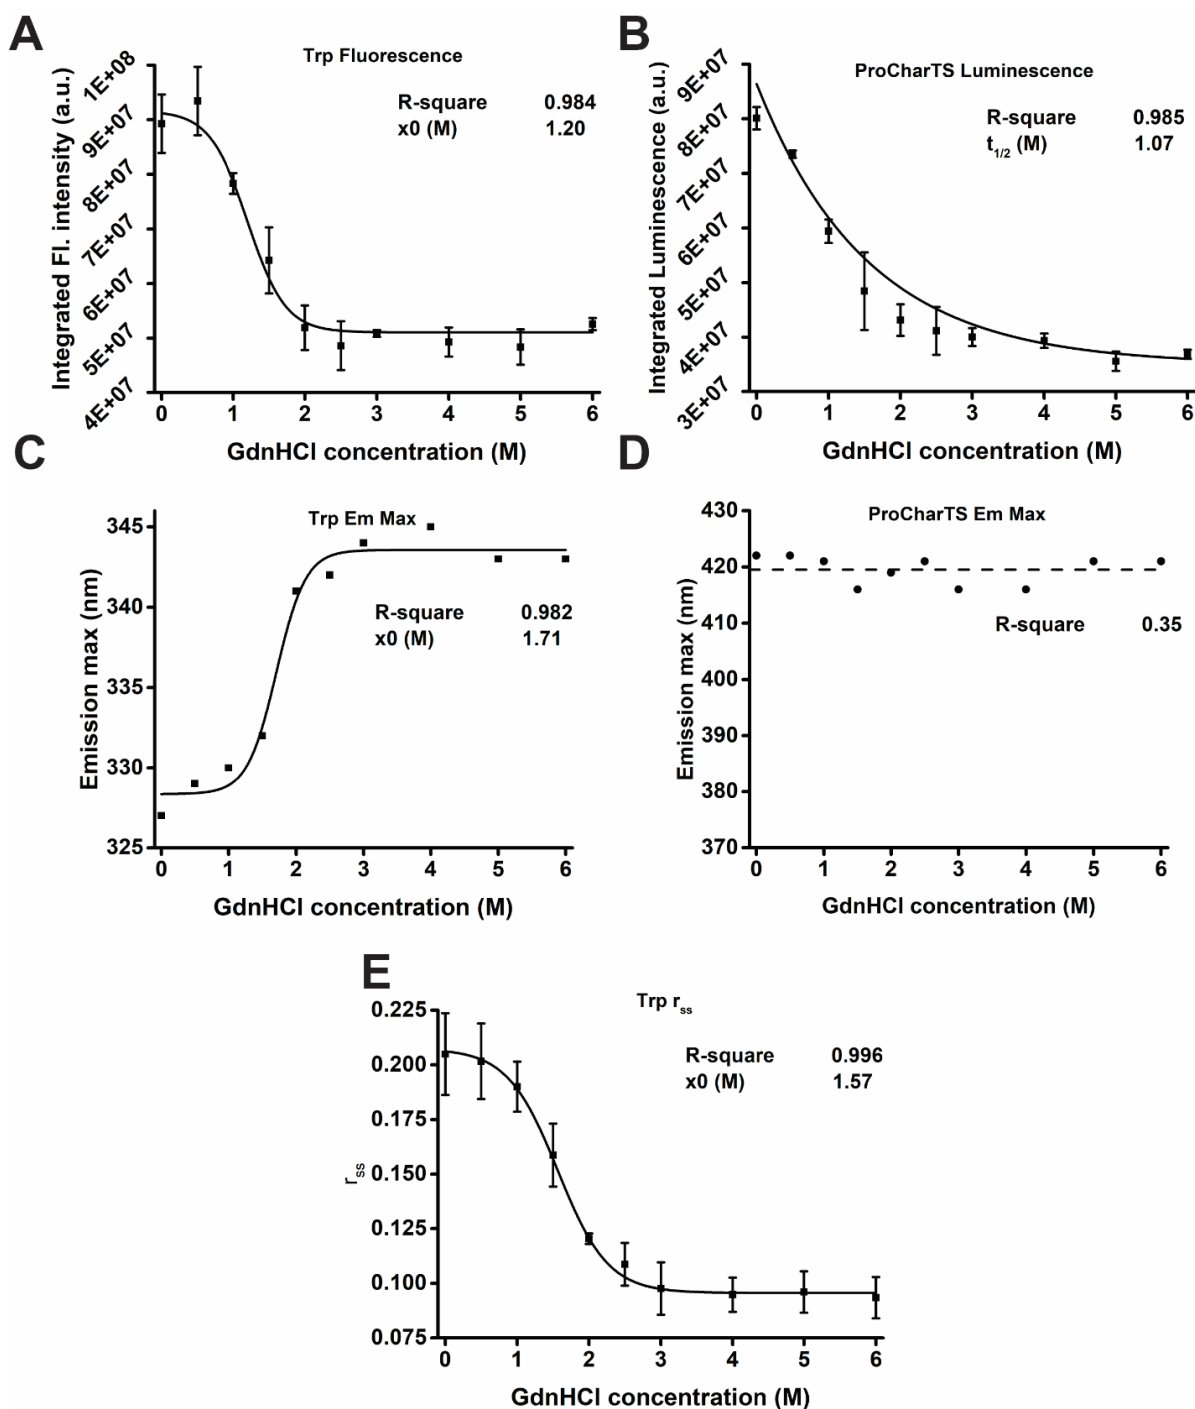 A
Trp Fluorescence
R-square 0.984
x0 (M) 1.20
1E+08
9E+07
8E+07
7E+07
6E+07
5E+07
4E+07
Integrated Fl. intensity (a.u.)
0 1 2 3 4 5 6
GdnHCl concentration (M)
B
ProCharTS Luminescence
R-square 0.985
t1/2 (M) 1.07
9E+07
8E+07
7E+07
6E+07
5E+07
4E+07
3E+07
Integrated Luminescence (a.u.)
0 1 2 3 4 5 6
GdnHCl concentration (M)
C
Trp Em Max
R-square 0.982
x0 (M) 1.71
345
340
335
330
325
Emission max (nm)
0 1 2 3 4 5 6
GdnHCl concentration (M)
D
ProCharTS Em Max
R-square 0.35
430
420
410
400
390
380
370
Emission max (nm)
0 1 2 3 4 5 6
GdnHCl concentration (M)
E
Trp rss
R-square 0.996
x0 (M) 1.57
0.225
0.200
0.175
0.150
0.125
0.100
0.075
rss
0 1 2 3 4 5 6
GdnHCl concentration (M)